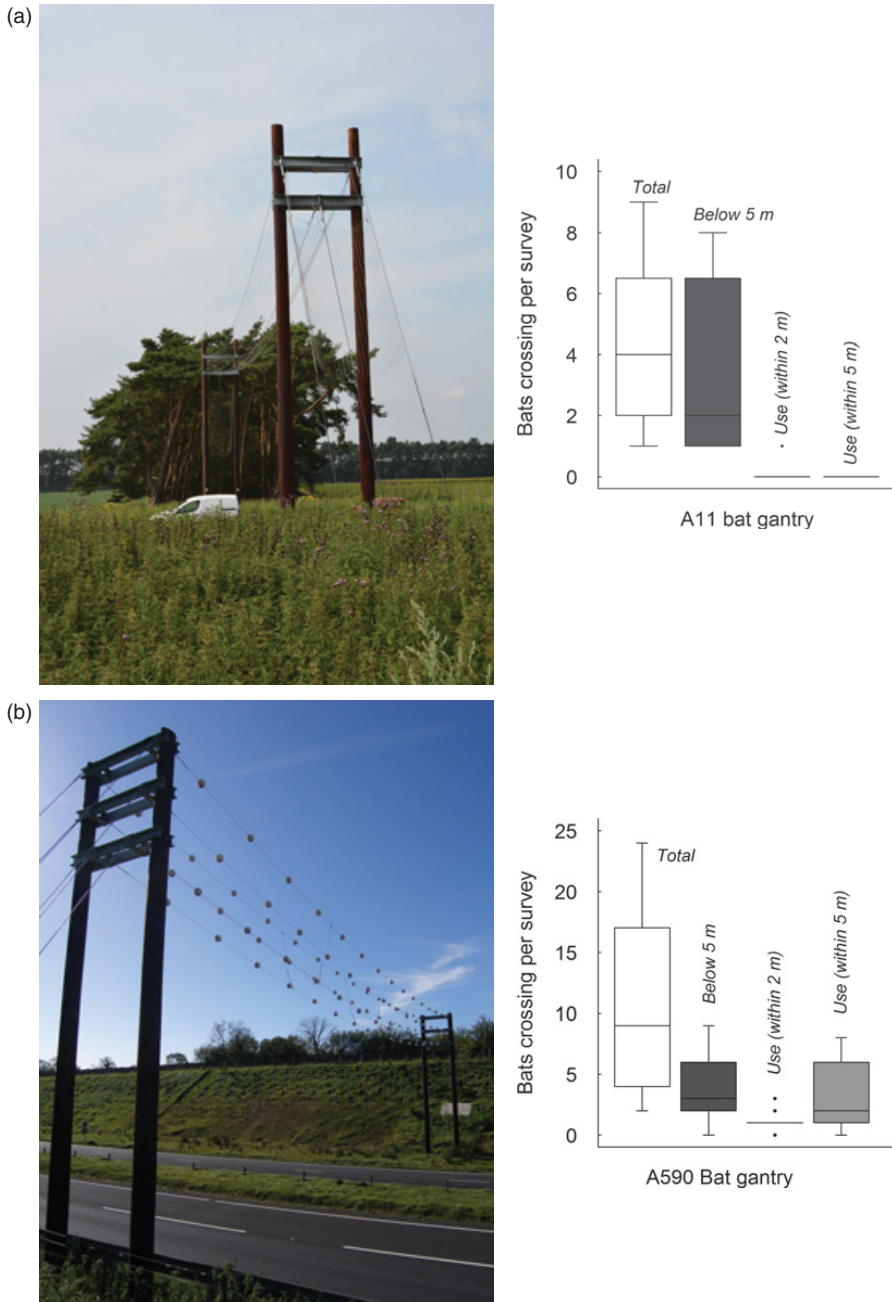 (a)
Bats crossing per survey
10
8
6
4
2
0
Total
Below 5 m
Use (within 2 m)
Use (within 5 m)
A11 bat gantry
(b)
Bats crossing per survey
25
20
15
10
5
0
Total
Below 5 m
Use (within 2 m)
Use (within 5 m)
A590 Bat gantry